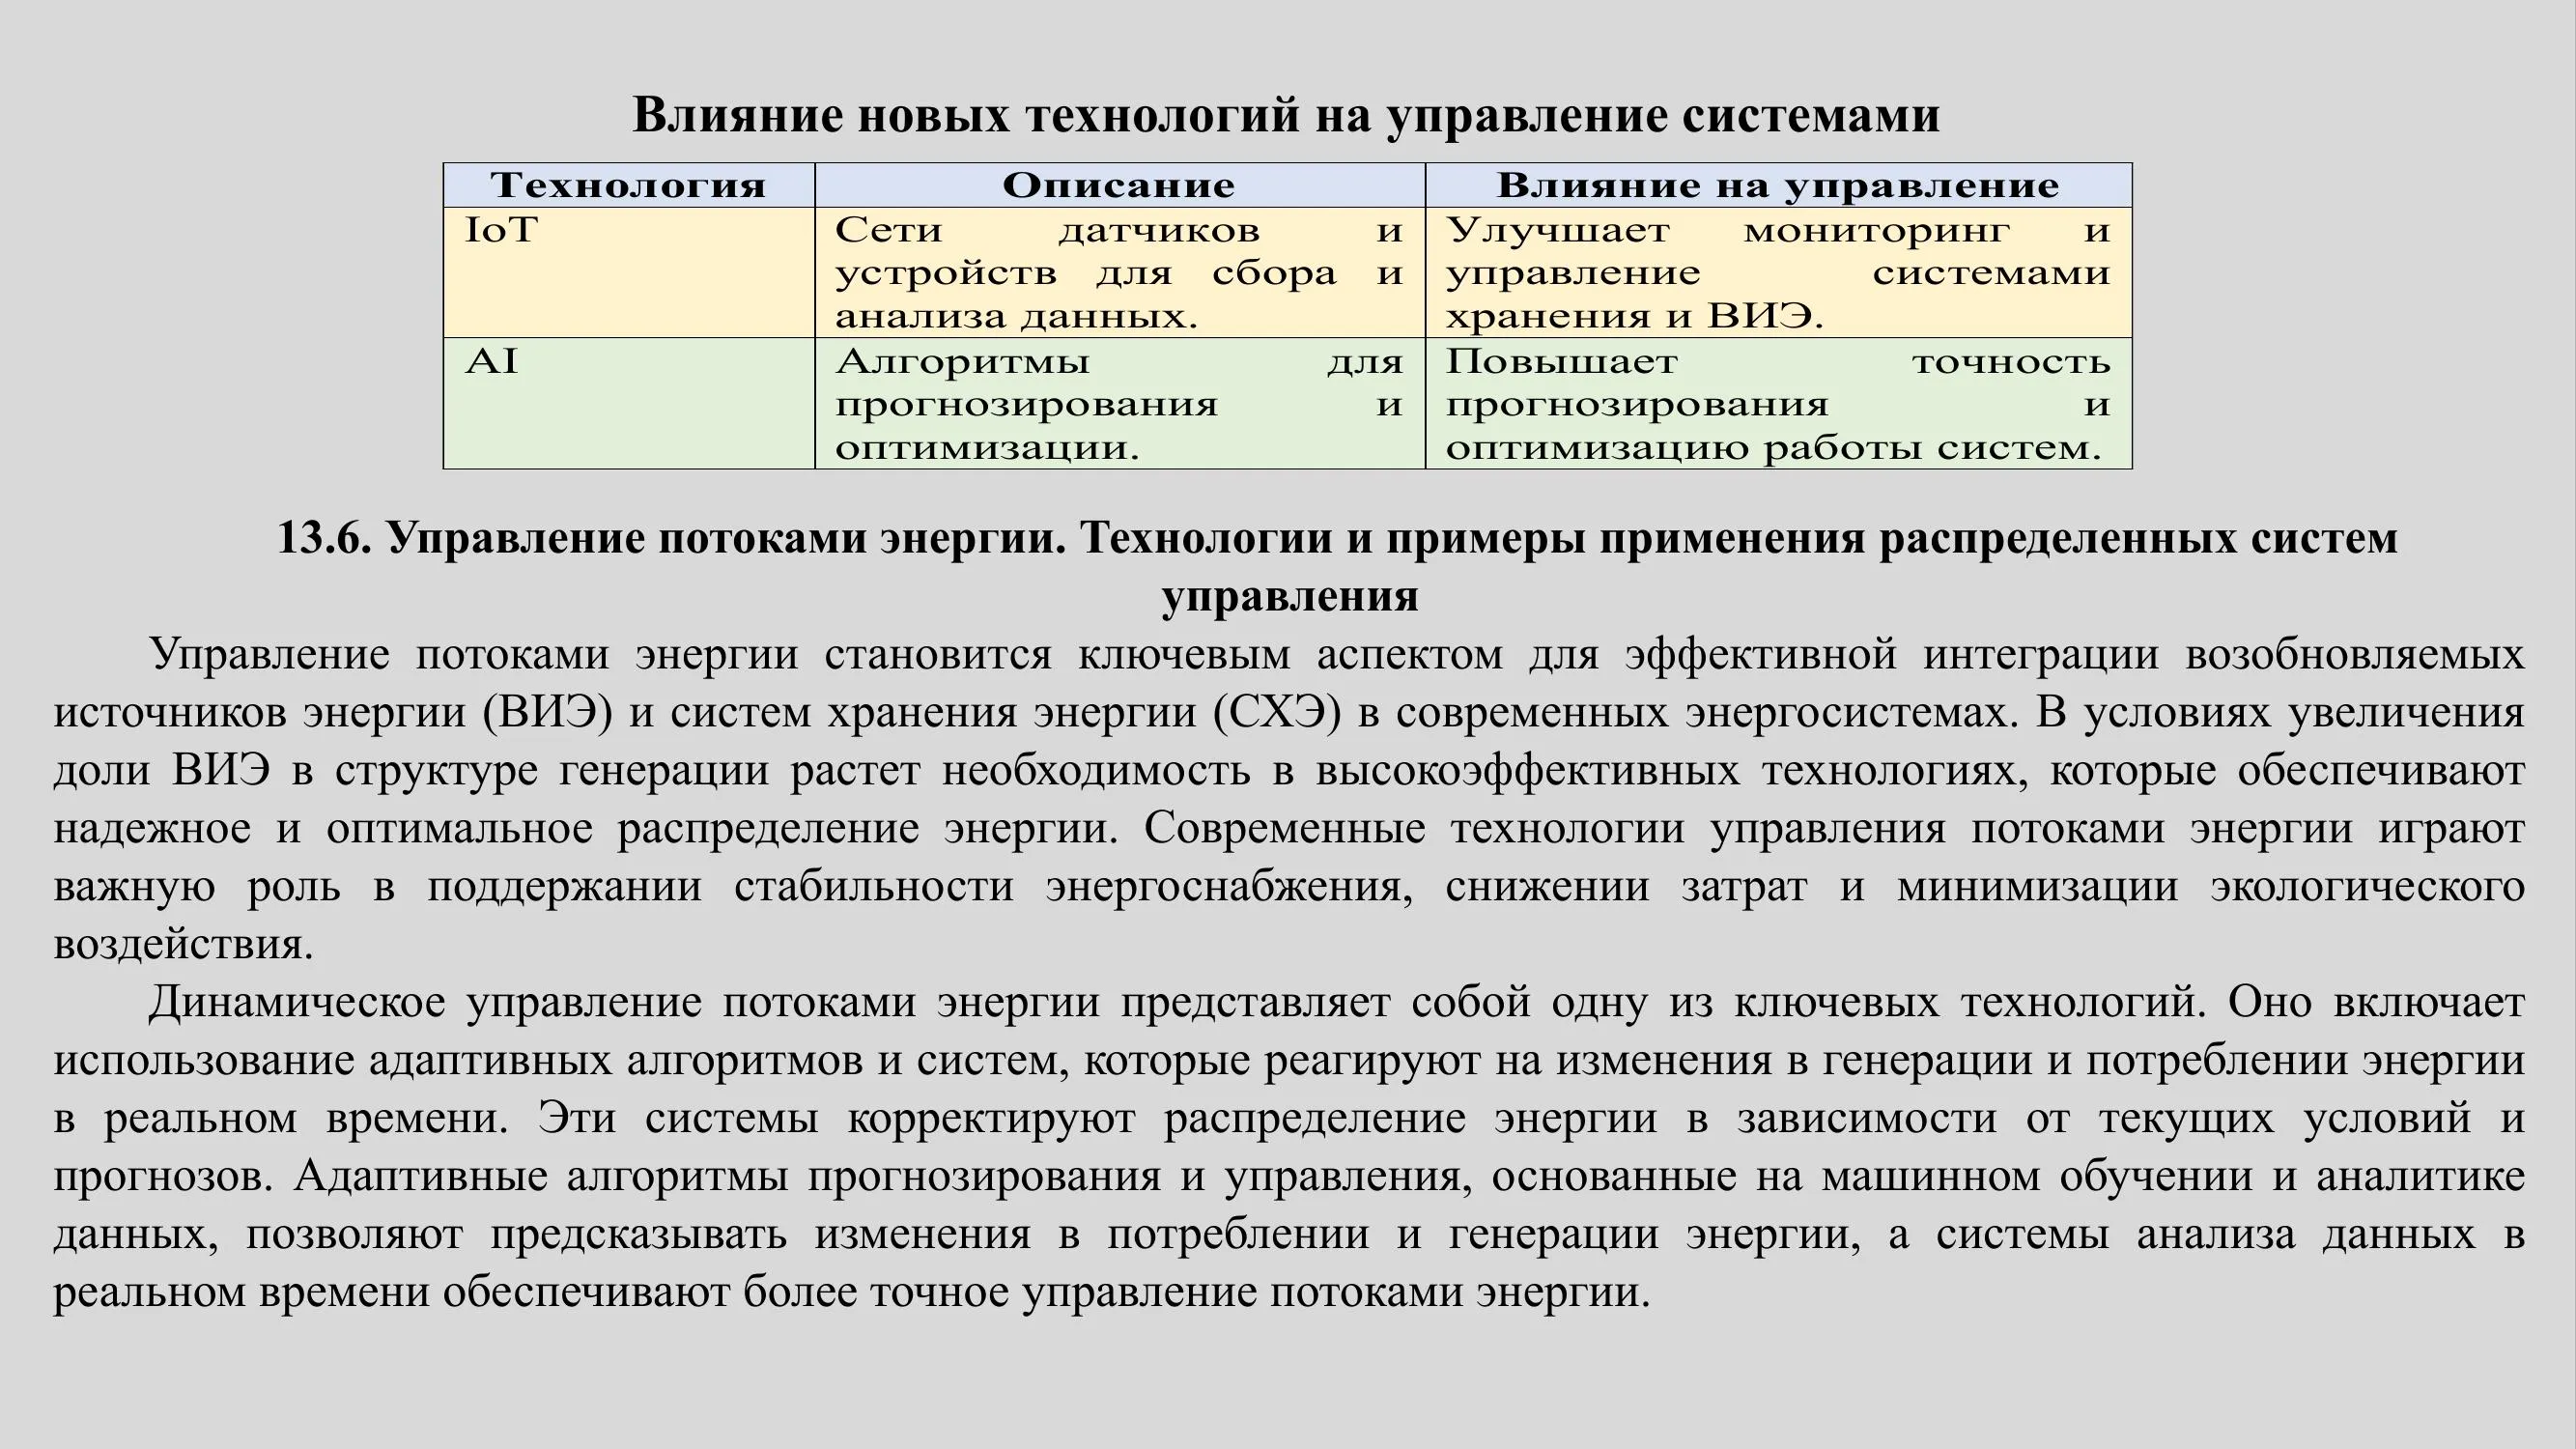 Влияние новых технологий на управление системами
Технология Описание Влияние на управление
IoT
Сети датчиков и
устройств для сбора и
анализа данных.
Улучшает мониторинг и
управление системами
хранения и ВИЭ.
AI
Алгоритмы для
прогнозирования и
оптимизации.
Повышает точность
прогнозирования и
оптимизацию работы систем.
13.6. Управление потоками энергии. Технологии и примеры применения распределенных систем
управления
Управление потоками энергии становится ключевым аспектом для эффективной интеграции возобновляемых
источников энергии (ВИЭ) и систем хранения энергии (СХЭ) в современных энергосистемах. В условиях увеличения
доли ВИЭ в структуре генерации растет необходимость в высокоэффективных технологиях, которые обеспечивают
надежное и оптимальное распределение энергии. Современные технологии управления потоками энергии играют
важную роль в поддержании стабильности энергоснабжения, снижении затрат и минимизации экологического
воздействия.
Динамическое управление потоками энергии представляет собой одну из ключевых технологий. Оно включает
использование адаптивных алгоритмов и систем, которые реагируют на изменения в генерации и потреблении энергии
в реальном времени. Эти системы корректируют распределение энергии в зависимости от текущих условий и
прогнозов. Адаптивные алгоритмы прогнозирования и управления, основанные на машинном обучении и аналитике
данных, позволяют предсказывать изменения в потреблении и генерации энергии, а системы анализа данных в
реальном времени обеспечивают более точное управление потоками энергии.